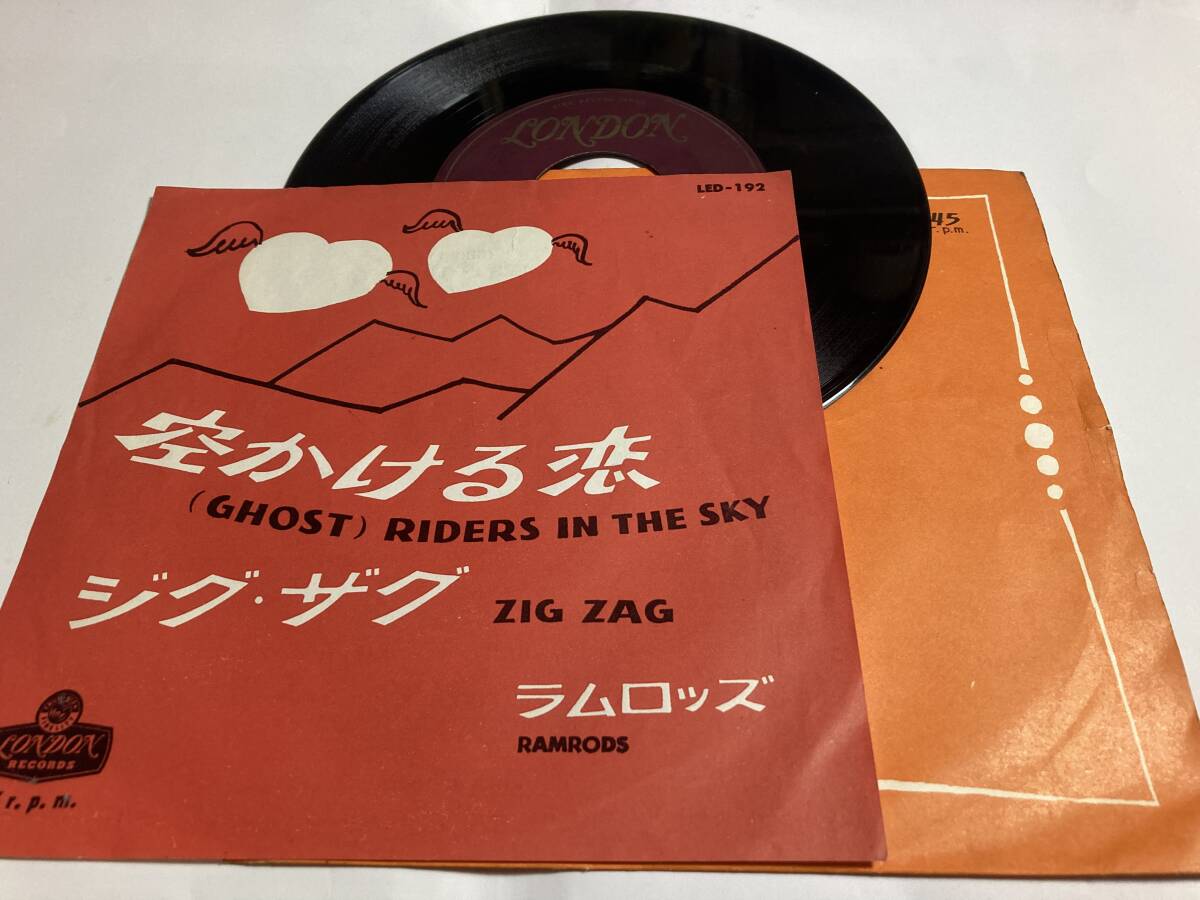 LONDON
LED-192
45
r.p.m.
空かける恋
(GHOST) RIDERS IN THE SKY
ジグ・ザグ ZIG ZAG
ラムロッズ
RAMRODS
LONDON
RECORDS
r.p.m.